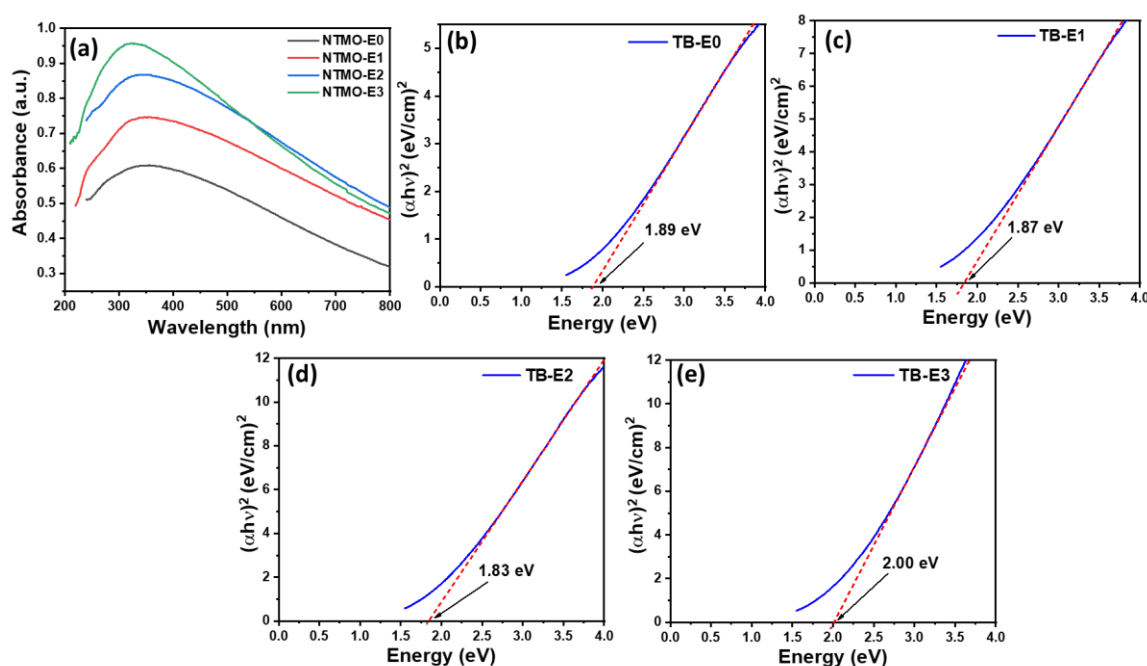 (a)
NTMO-E0
NTMO-E1
NTMO-E2
NTMO-E3
Absorbance (a.u.)
1.0
0.9
0.8
0.7
0.6
0.5
0.4
0.3
200 300 400 500 600 700 800
Wavelength (nm)
(b)
TB-E0
(αhν)² (eV/cm)²
5
4
3
2
1
0
1.89 eV
0.0 0.5 1.0 1.5 2.0 2.5 3.0 3.5 4.0
Energy (eV)
(c)
TB-E1
(αhν)² (eV/cm)²
8
7
6
5
4
3
2
1
0
1.87 eV
0.0 0.5 1.0 1.5 2.0 2.5 3.0 3.5 4.0
Energy (eV)
(d)
TB-E2
(αhν)² (eV/cm)²
12
10
8
6
4
2
0
1.83 eV
0.0 0.5 1.0 1.5 2.0 2.5 3.0 3.5 4.0
Energy (eV)
(e)
TB-E3
(αhν)² (eV/cm)²
12
10
8
6
4
2
0
2.00 eV
0.0 0.5 1.0 1.5 2.0 2.5 3.0 3.5 4.0
Energy (eV)